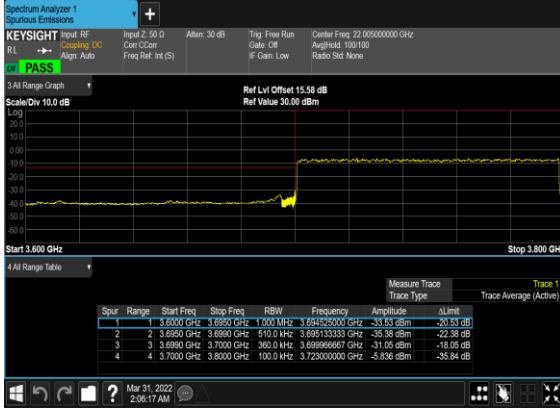 Spectrum Analyzer 1
Spurious Emissions
+
KEYSIGHT Input: RF Input Z: 50 Ω Atten: 30 dB Trig: Free Run Center Freq: 22.005000000 GHz
RL Coupling: DC Corr CCorr Gate: Off Avg|Hold: 100/100
Align: Auto Freq Ref: Int (S) IF Gain: Low Radio Std: None
LXI PASS
3 All Range Graph Ref Lvl Offset 15.58 dB
Scale/Div 10.0 dB Ref Value 30.00 dBm
Log
20.0
10.0
0.00
-10.0
-20.0
-30.0
-40.0
-50.0
-60.0
Start 3.600 GHz Stop 3.800 GH
4 All Range Table
Measure Trace Trace 1
Trace Type Trace Average (Active)
Spur Range Start Freq Stop Freq RBW Frequency Amplitude ΔLimit
1 1 3.6000 GHz 3.6950 GHz 1.000 MHz 3.694525000 GHz -33.53 dBm -20.53 dB
2 2 3.6950 GHz 3.6990 GHz 510.0 kHz 3.695133333 GHz -35.38 dBm -22.38 dB
3 3 3.6990 GHz 3.7000 GHz 360.0 kHz 3.699966667 GHz -31.05 dBm -18.05 dB
4 4 3.7000 GHz 3.8000 GHz 100.0 kHz 3.723000000 GHz -5.836 dBm -35.84 dB
? Mar 31, 2022
2:06:17 AM